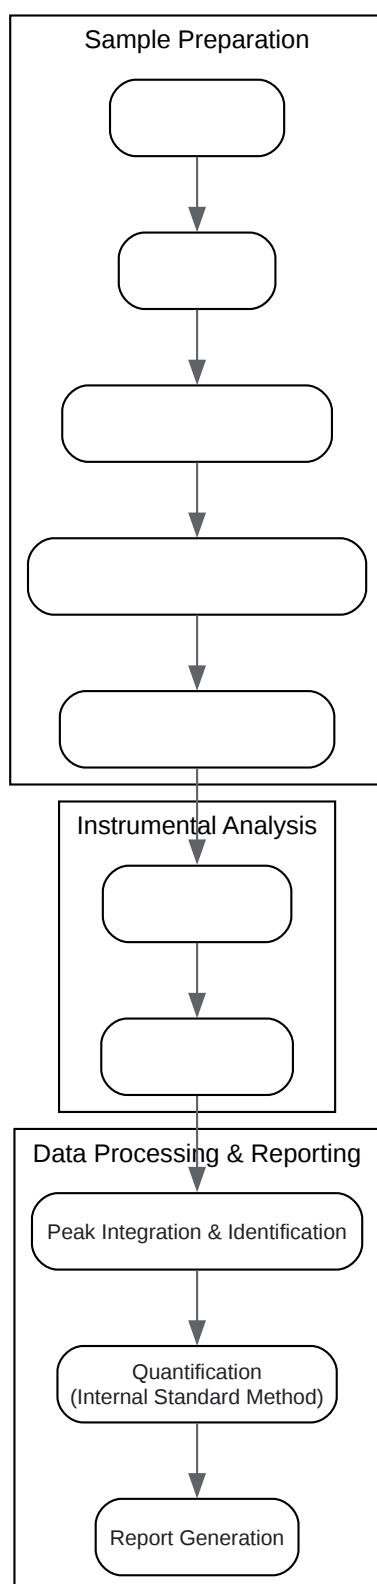 Sample Preparation
Instrumental Analysis
Data Processing & Reporting
Peak Integration & Identification
Quantification
(Internal Standard Method)
Report Generation